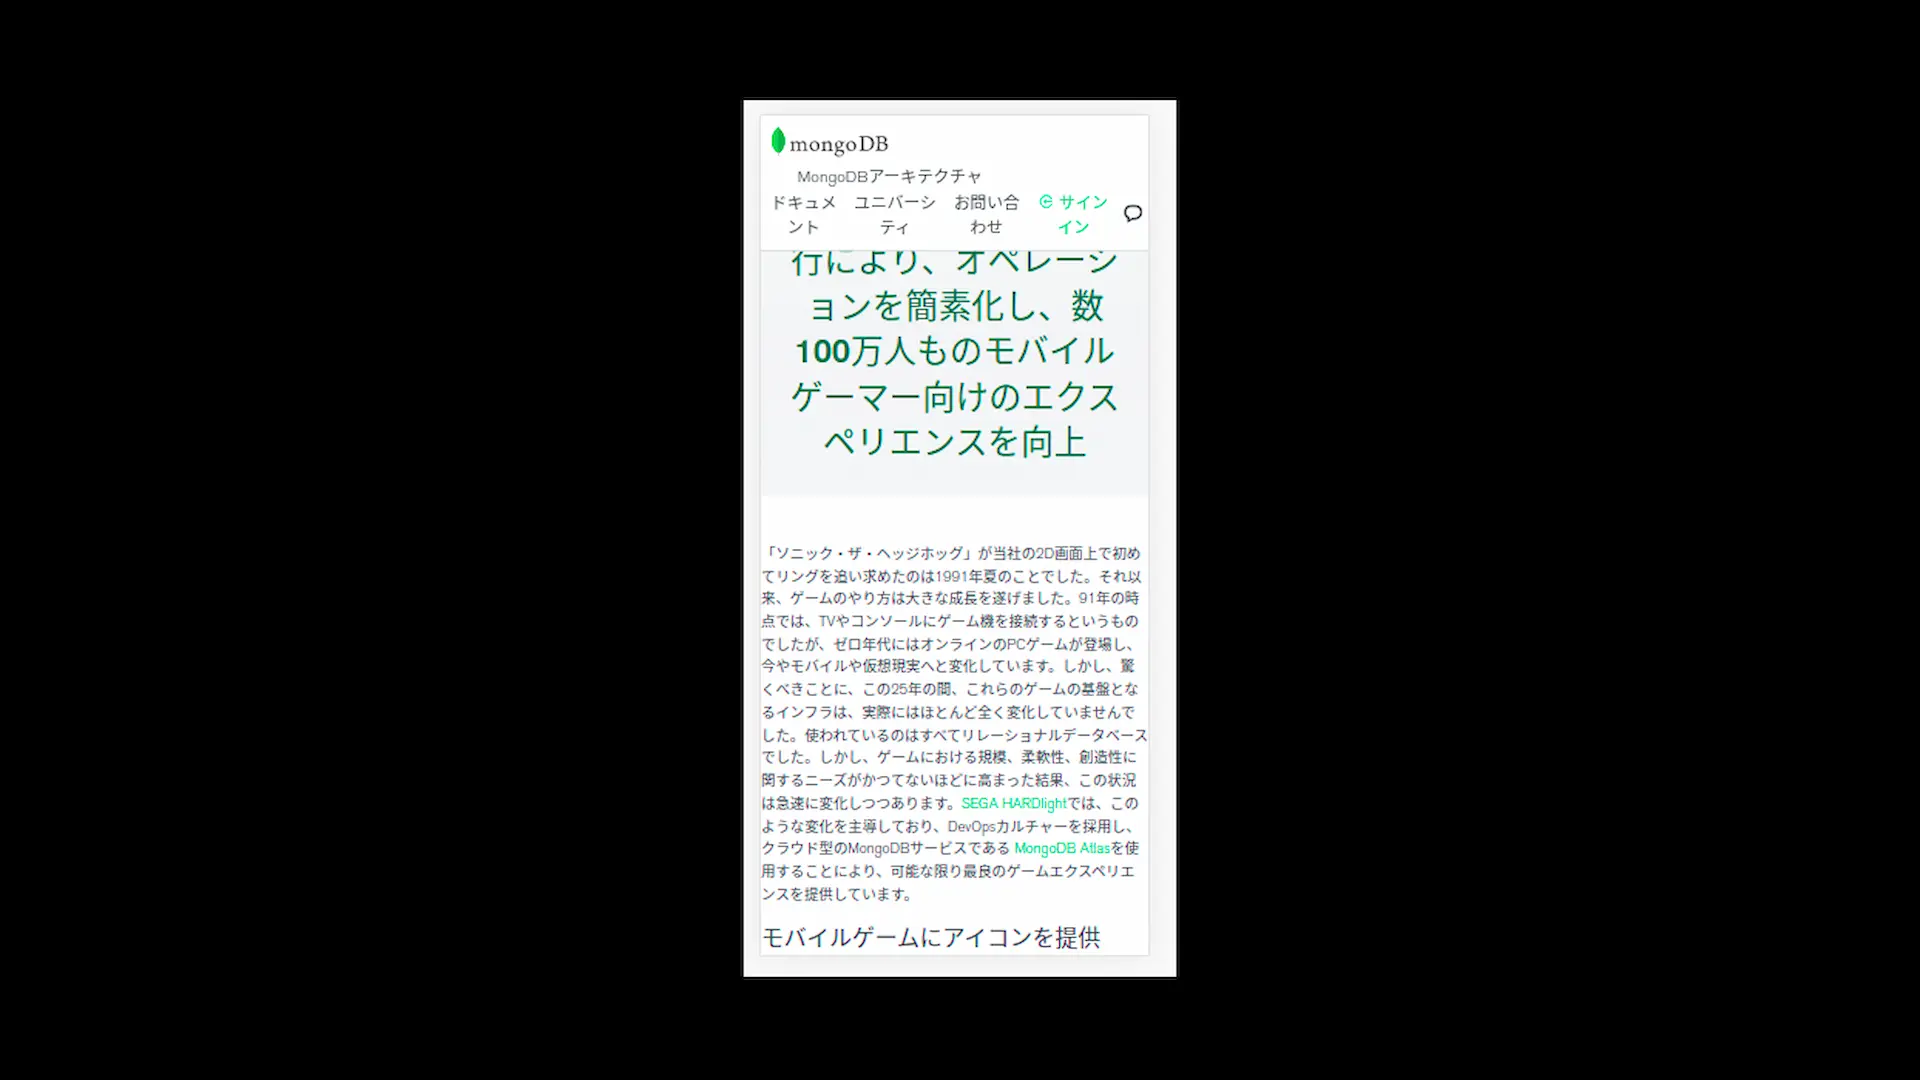 mongoDB
MongoDBアーキテクチャ
ドキュメント
ユニバーシティ
お問い合わせ
サインイン
行により、オペレーシ
ョンを簡素化し、数
100万人ものモバイル
ゲーマー向けのエクス
ペリエンスを向上
「ソニック・ザ・ヘッジホッグ」が当社の2D画面上で初め
てリングを追い求めたのは1991年夏のことでした。それ以
来、ゲームのやり方は大きな成長を遂げました。91年の時
点では、TVやコンソールにゲーム機を接続するというもの
でしたが、ゼロ年代にはオンラインのPCゲームが登場し、
今やモバイルや仮想現実へと変化しています。しかし、驚
くべきことに、この25年の間、これらのゲームの基盤とな
るインフラは、実際にはほとんど全く変化していませんで
した。使われているのはすべてリレーショナルデータベース
でした。しかし、ゲームにおける規模、柔軟性、創造性に
関するニーズがかつてないほどに高まった結果、この状況
は急速に変化しつつあります。SEGA HARDlightでは、この
ような変化を主導しており、DevOpsカルチャーを採用し、
クラウド型のMongoDBサービスである MongoDB Atlasを使
用することにより、可能な限り最良のゲームエクスペリエ
ンスを提供しています。
モバイルゲームにアイコンを提供